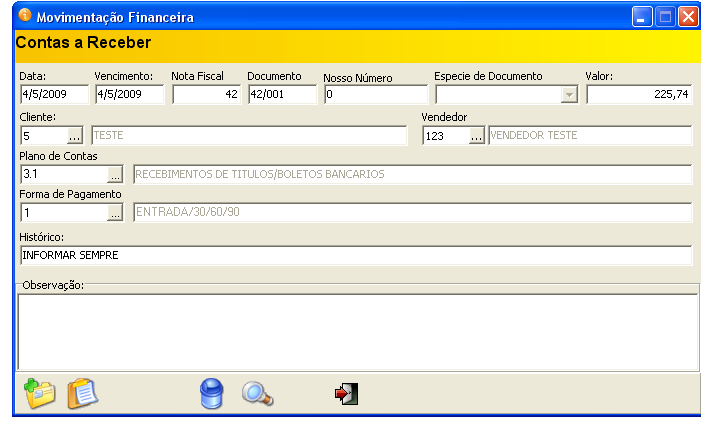 Movimentação Financeira
Contas a Receber
Data: Vencimento: Nota Fiscal Documento Nosso Número Especie de Documento Valor:
4/5/2009 4/5/2009 42 42/001 0 225,74
Cliente: Vendedor
5 ... TESTE 123 ... VENDEDOR TESTE
Plano de Contas
3.1 ... RECEBIMENTOS DE TITULOS/BOLETOS BANCARIOS
Forma de Pagamento
1 ... ENTRADA/30/60/90
Histórico:
INFORMAR SEMPRE
Observação: